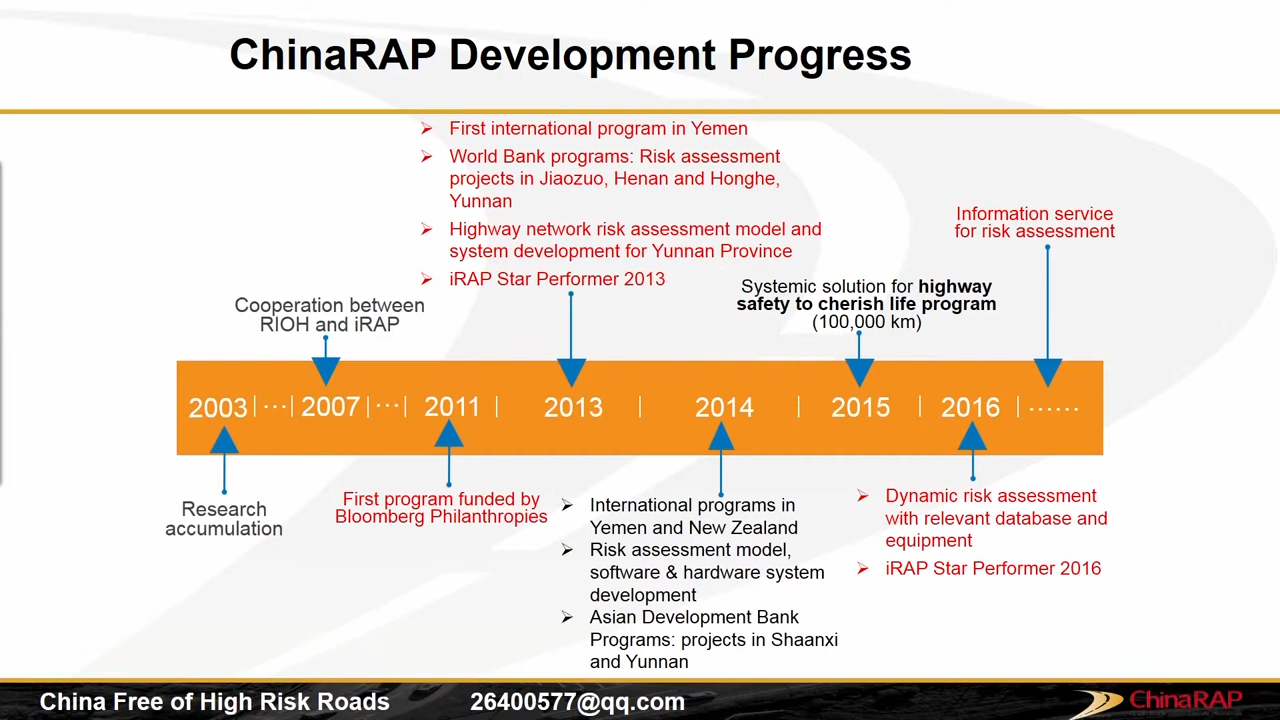 ChinaRAP Development Progress
➢ First international program in Yemen
➢ World Bank programs: Risk assessment
projects in Jiaozuo, Henan and Honghe,
Yunnan
➢ Highway network risk assessment model and
system development for Yunnan Province
➢ iRAP Star Performer 2013
Information service
for risk assessment
Systemic solution for highway
safety to cherish life program
(100,000 km)
Cooperation between
RIOH and iRAP
2003 | ··· | 2007 | ··· | 2011 | 2013 | 2014 | 2015 | 2016 | ······
Research
accumulation
First program funded by
Bloomberg Philanthropies
➢ International programs in
Yemen and New Zealand
➢ Risk assessment model,
software & hardware system
development
➢ Asian Development Bank
Programs: projects in Shaanxi
and Yunnan
➢ Dynamic risk assessment
with relevant database and
equipment
➢ iRAP Star Performer 2016
China Free of High Risk Roads 26400577@qq.com
ChinaRAP